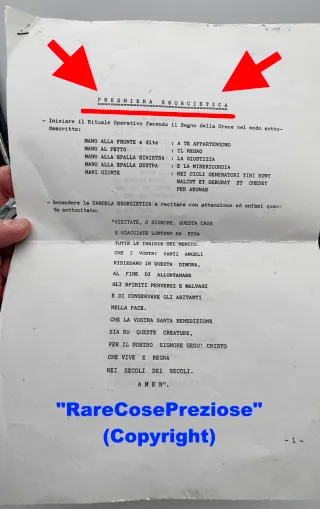 PREGHIERA ESORCISTICA
- Iniziare il Rituale Operativo facendo il Segno della Croce nel modo sotto-
descritto:
MANO ALLA FRONTE e dite : A TE APPARTENGONO
MANO AL PETTO : IL REGNO
MANO ALLA SPALLA SINISTRA : LA GIUSTIZIA
MANO ALLA SPALLA DESTRA : E LA MISERICORDIA
MANI GIUNTE : NEI CICLI GENERATORI TIBI SUNT
MALCUT ET GEBURAT ET CHESET
PER AEONAS
- Accendere la CANDELA ESORCISTICA e recitare con attenzione ed enfasi quan-
to sottocitato:
"VISITATE, O SIGNORE, QUESTA CASA
E SCACCIATE LONTANO DA ESSA
TUTTE LE INSIDIE DEL NEMICO.
CHE I VOSTRI SANTI ANGELI
RISIEDANO IN QUESTA DIMORA,
AL FINE DI ALLONTANARE
GLI SPIRITI PERVERSI E MALVAGI
E DI CONSERVARE GLI ABITANTI
NELLA PACE.
CHE LA VOSTRA SANTA BENEDIZIONE
SIA SU QUESTE CREATURE,
PER IL NOSTRO SIGNORE GESU' CRISTO
CHE VIVE E REGNA
NEI SECOLI DEI SECOLI.
AMEN".
"RareCosePreziose"
(Copyright)
- 1 -